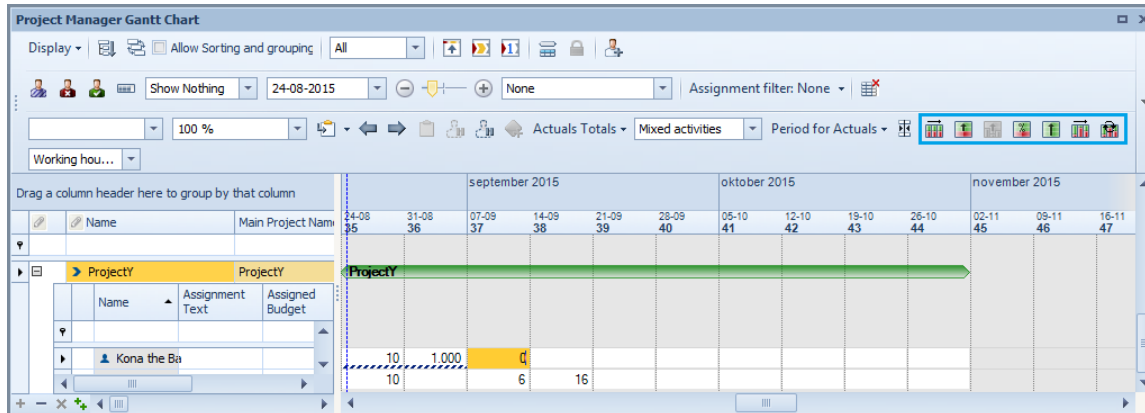 Project Manager Gantt Chart
Display Allow Sorting and grouping All
Show Nothing 24-08-2015 None Assignment filter: None
100 % Actuals Totals Mixed activities Period for Actuals
Working hou...
Drag a column header here to group by that column
september 2015 oktober 2015 november 2015
Name Main Project Nam
24-08 31-08 07-09 14-09 21-09 28-09 05-10 12-10 19-10 26-10 02-11 09-11 16-11
35 36 37 38 39 40 41 42 43 44 45 46 47
ProjectY ProjectY ProjectY
Name Assignment Text Assigned Budget
Kona the Ba 10 1.000 0
10 6 16